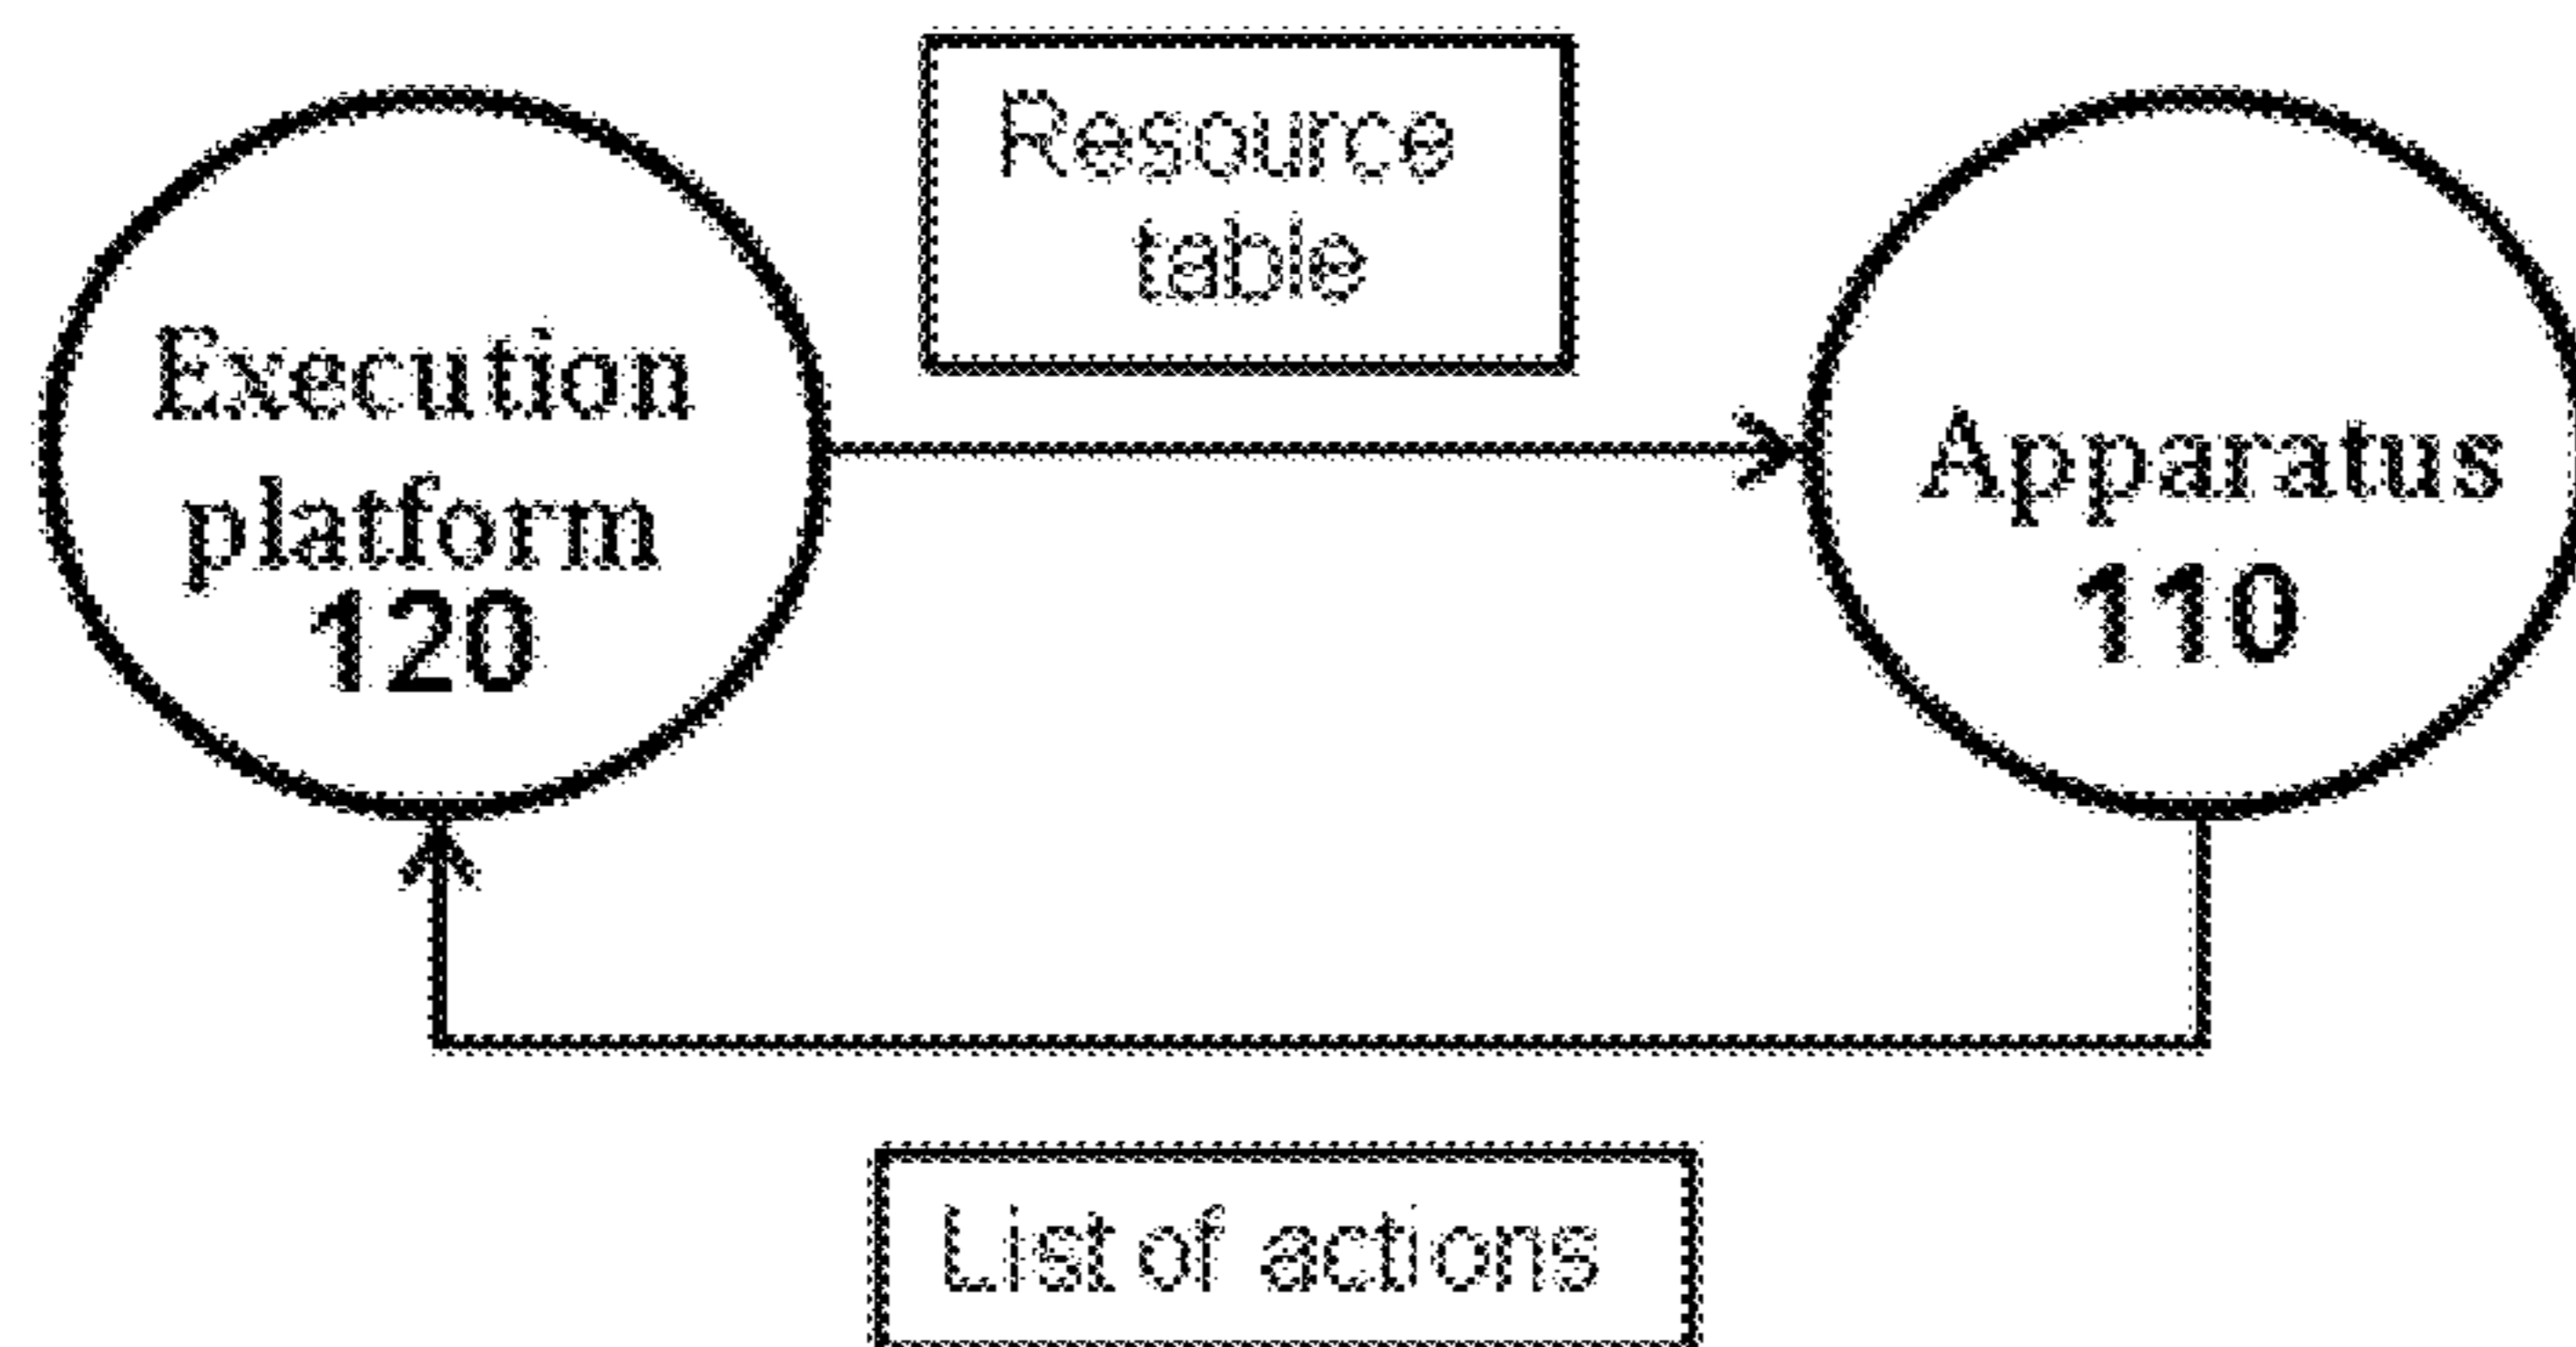 Resource
table
Execution
platform
120
Apparatus
110
List of actions